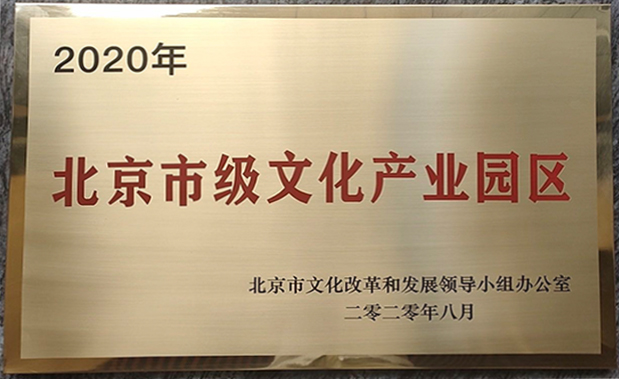 2020年
北京市级文化产业园区
北京市文化改革和发展领导小组办公室
二零二零年八月